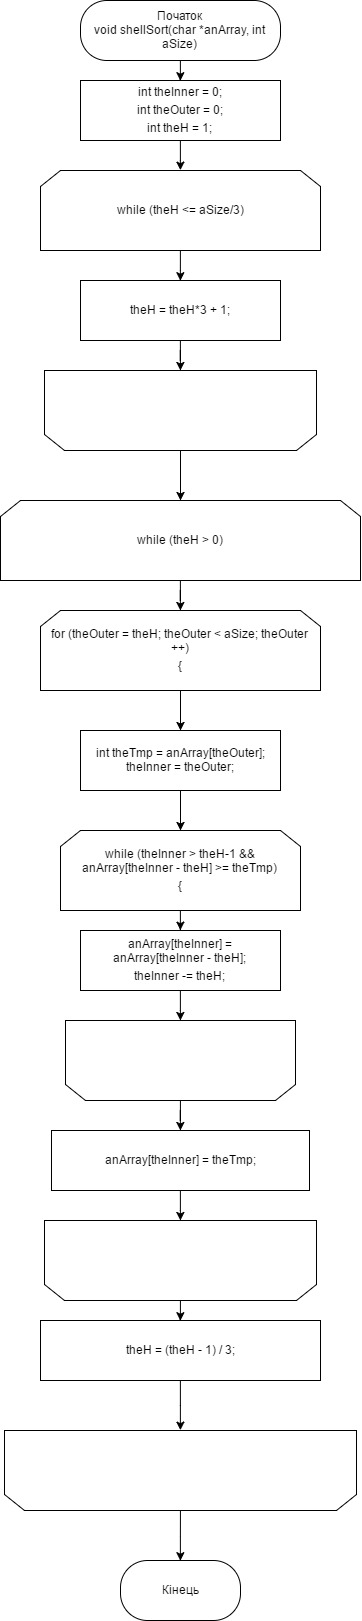 Початок
void shellSort(char *anArray, int
aSize)
int theInner = 0;
int theOuter = 0;
int theH = 1;
while (theH <= aSize/3)
theH = theH*3 + 1;
while (theH > 0)
for (theOuter = theH; theOuter < aSize; theOuter
++)
{
int theTmp = anArray[theOuter];
theInner = theOuter;
while (theInner > theH-1 &&
anArray[theInner - theH] >= theTmp)
{
anArray[theInner] =
anArray[theInner - theH];
theInner -= theH;
anArray[theInner] = theTmp;
theH = (theH - 1) / 3;
Кінець